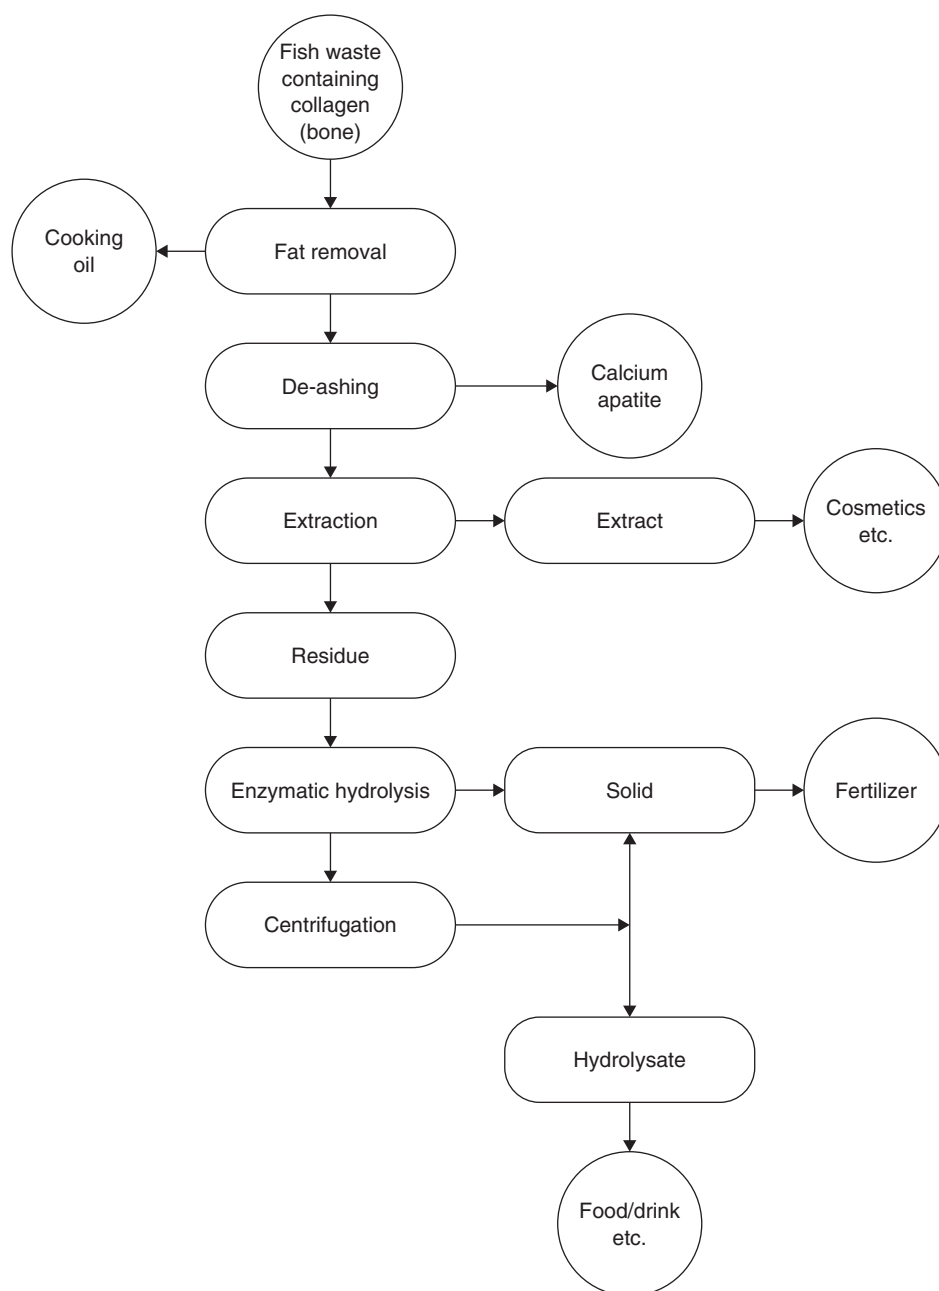 Fish waste
containing
collagen
(bone)
Cooking
oil
Fat removal
De-ashing
Calcium
apatite
Extraction
Extract
Cosmetics
etc.
Residue
Enzymatic hydrolysis
Solid
Fertilizer
Centrifugation
Hydrolysate
Food/drink
etc.